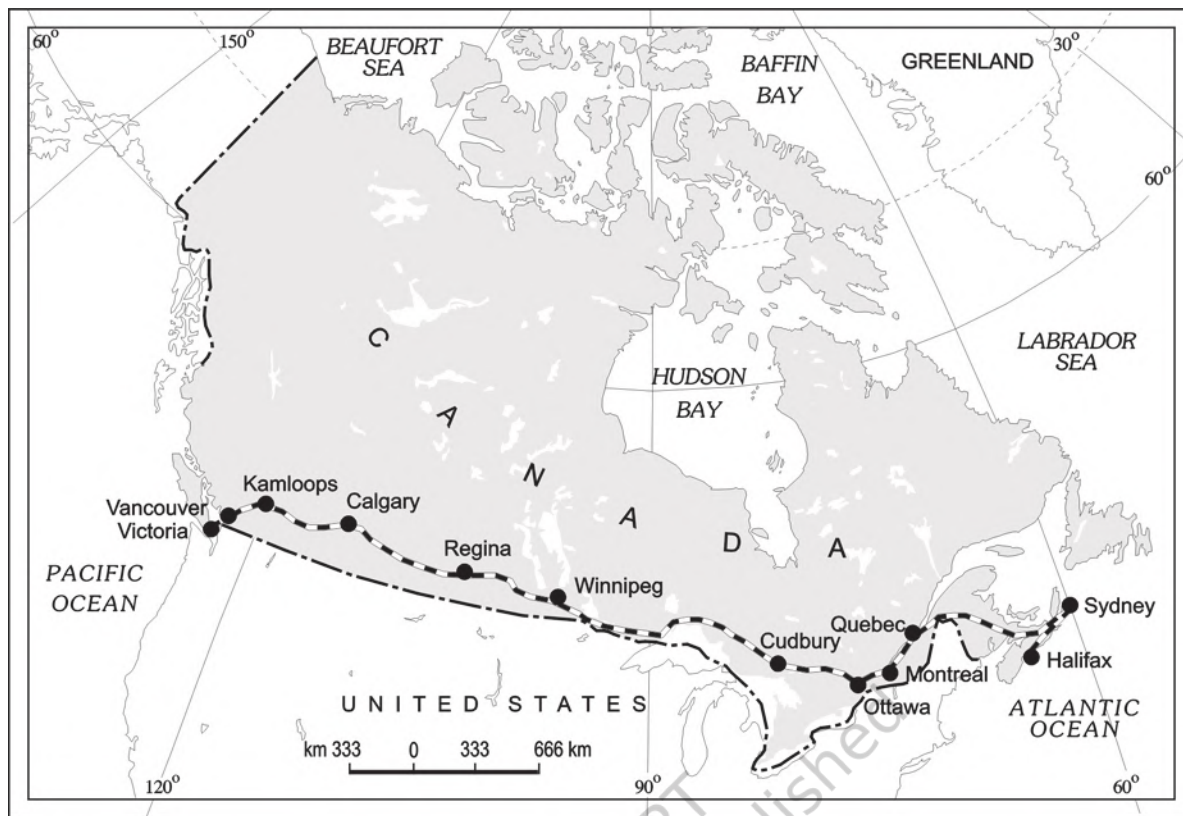 60°
150°
BEAUFORT
SEA
BAFFIN
BAY
GREENLAND
30°
60°
LABRADOR
SEA
HUDSON
BAY
C A N A D A
Kamloops
Vancouver
Victoria
Calgary
Regina
Winnipeg
PACIFIC
OCEAN
Cudbury
Quebec
Sydney
Montreal
Halifax
Ottawa
UNITED STATES
ATLANTIC
OCEAN
km 333 0 333 666 km
120°
90°
60°